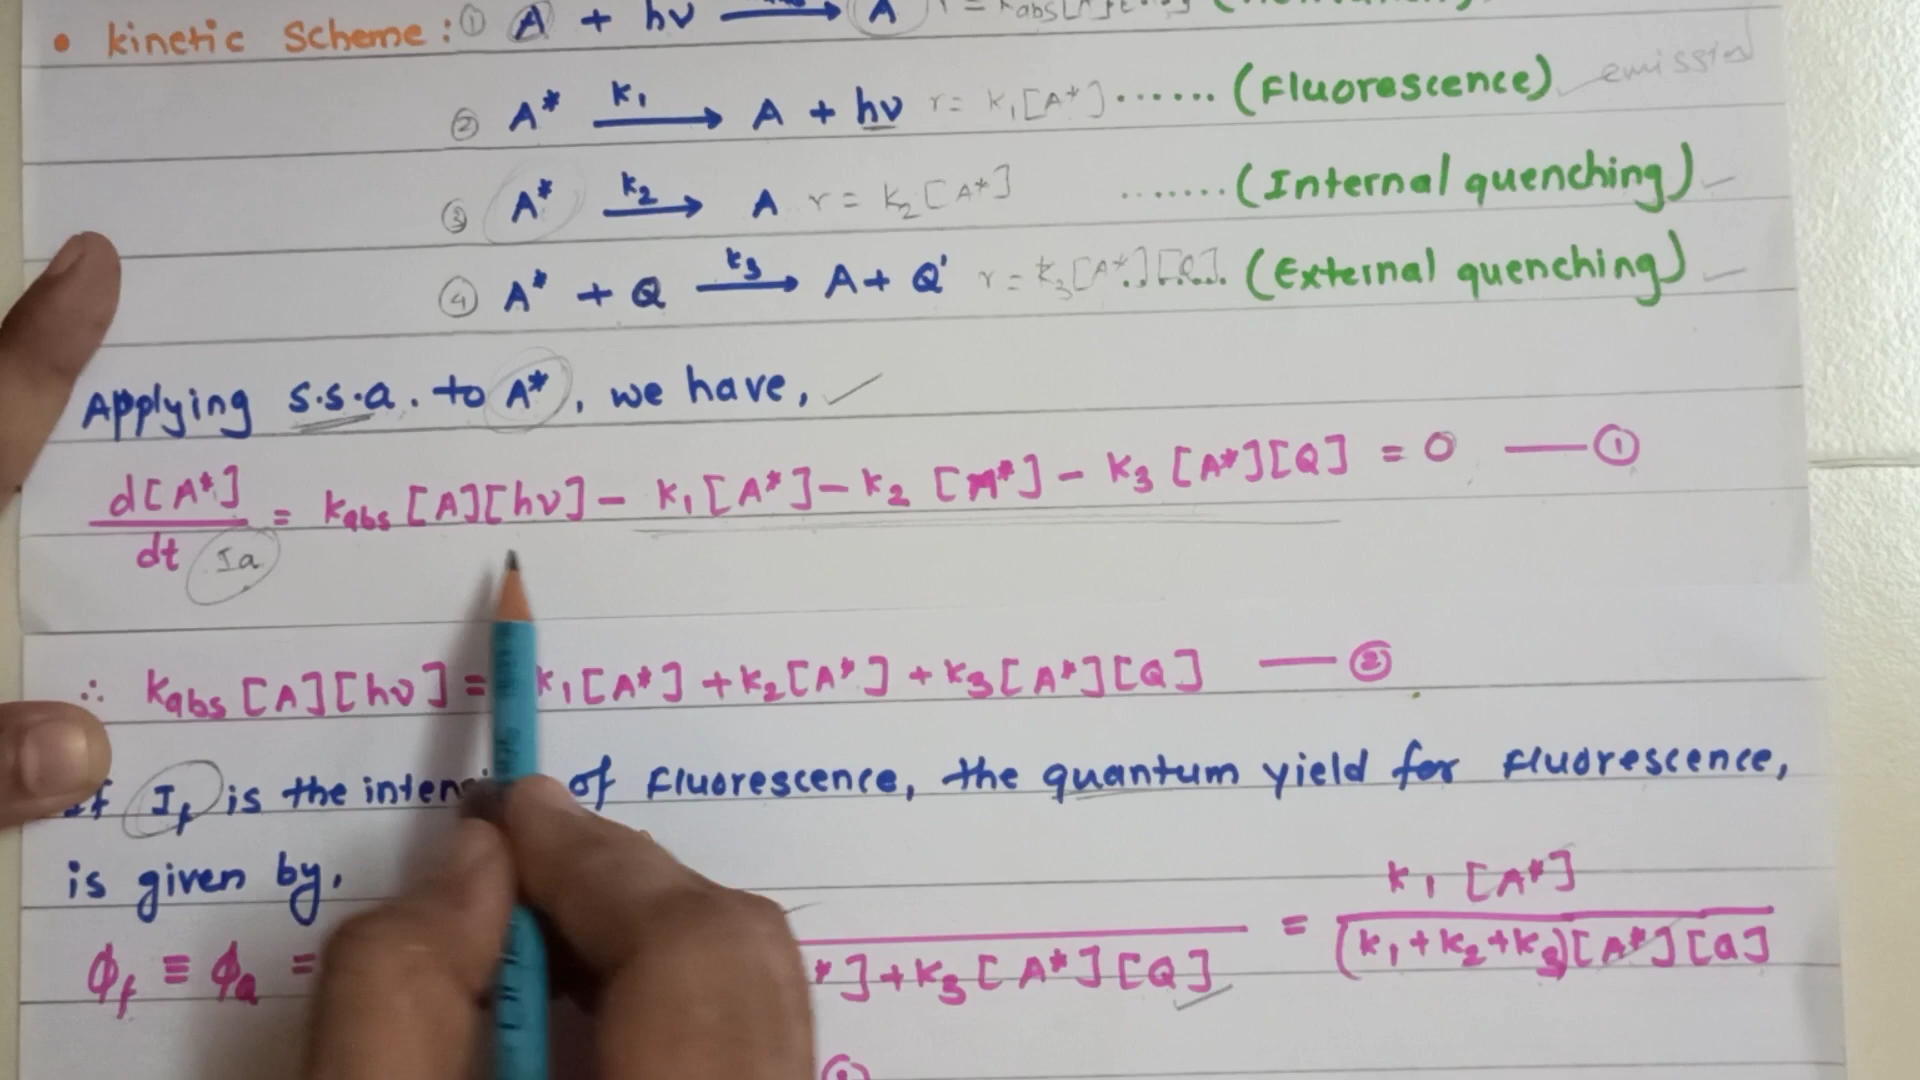 • kinetic Scheme: ① A + hν ⟶ A
② A* k₁⟶ A + hν r = k₁[A*] ...... (Fluorescence) emission
③ A* k₂⟶ A r = k₂[A*] ....... (Internal quenching)
④ A* + Q k₃⟶ A + Q' r = k₃[A*][Q]. (External quenching)
Applying s.s.a. to A*, we have,
d[A*]/dt = kabs [A][hν] - k₁[A*] - k₂[M*] - k₃[A*][Q] = 0 — ①
Ia
∴ kabs [A][hν] = k₁[A*] + k₂[A*] + k₃[A*][Q] — ②
If If is the of fluorescence, the quantum yield for fluorescence,
is given by,
ϕf ≡ ϕa = *] + k₃[A*][Q] = k₁[A*]/(k₁+k₂+k₃)[A*][Q]